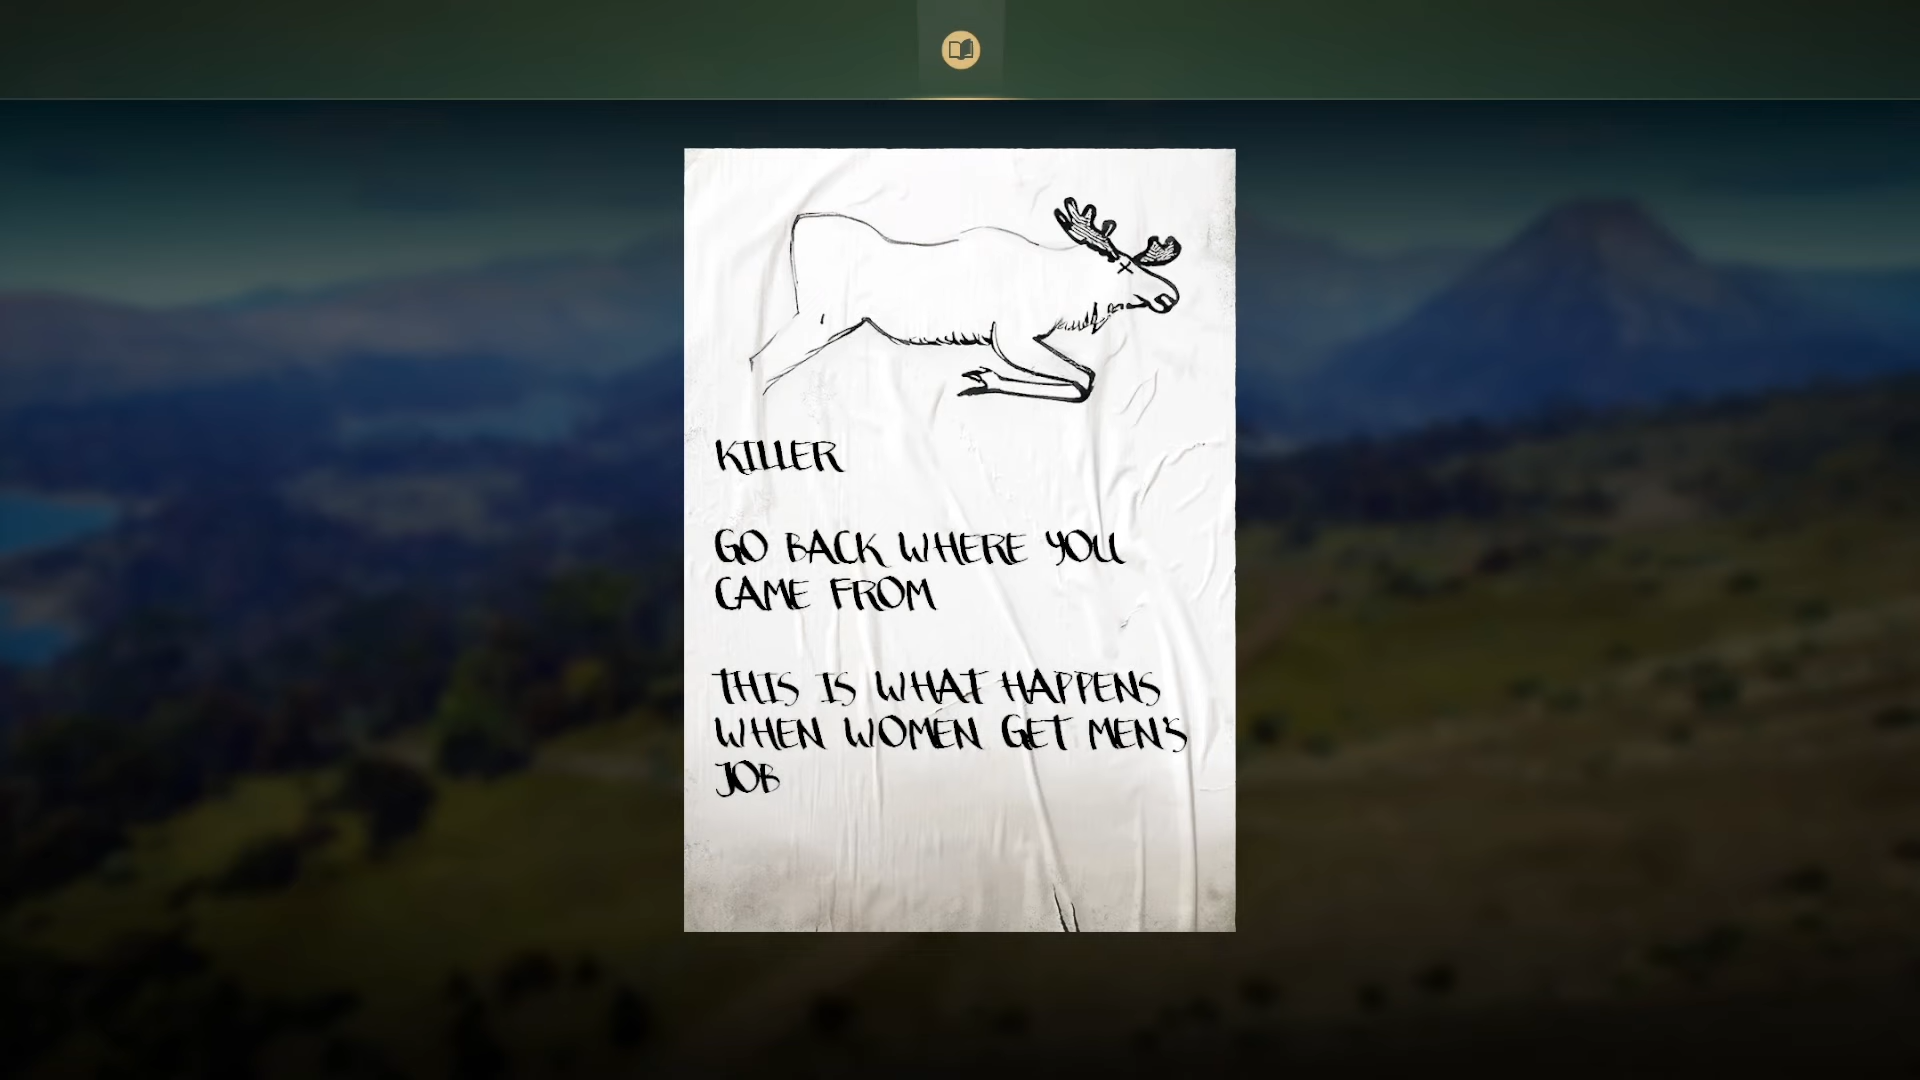 KILLER
GO BACK WHERE YOU
CAME FROM
THIS IS WHAT HAPPENS
WHEN WOMEN GET MEN'S
JOB